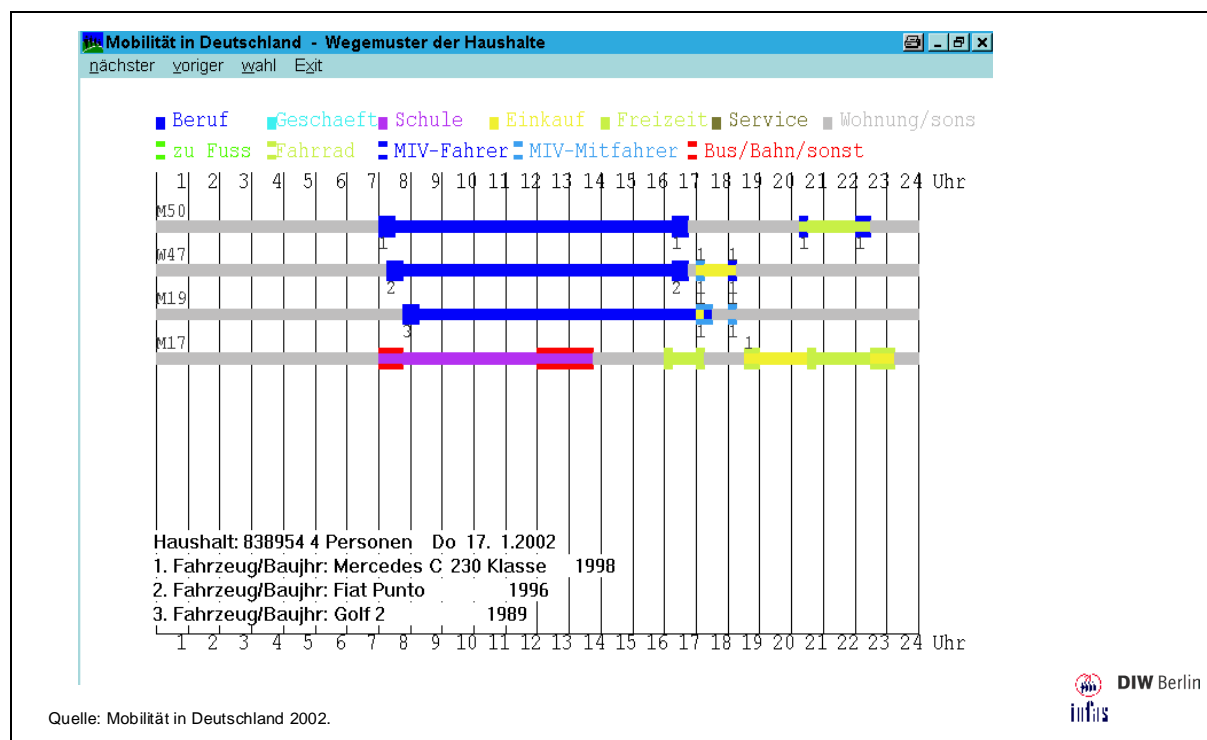 Mobilität in Deutschland - Wegemuster der Haushalte
nächster voriger wahl Exit
Beruf Geschaeft Schule Einkauf Freizeit Service Wohnung/sons
zu Fuss Fahrrad MIV-Fahrer MIV-Mitfahrer Bus/Bahn/sonst
1 2 3 4 5 6 7 8 9 10 11 12 13 14 15 16 17 18 19 20 21 22 23 24 Uhr
M50
1 1 1 1
W47
1 1
2 2 1 1
M19
3 1 1
M17
1
Haushalt: 838954 4 Personen Do 17. 1.2002
1. Fahrzeug/Baujhr: Mercedes C 230 Klasse 1998
2. Fahrzeug/Baujhr: Fiat Punto 1996
3. Fahrzeug/Baujhr: Golf 2 1989
1 2 3 4 5 6 7 8 9 10 11 12 13 14 15 16 17 18 19 20 21 22 23 24 Uhr
DIW Berlin
infas
Quelle: Mobilität in Deutschland 2002.